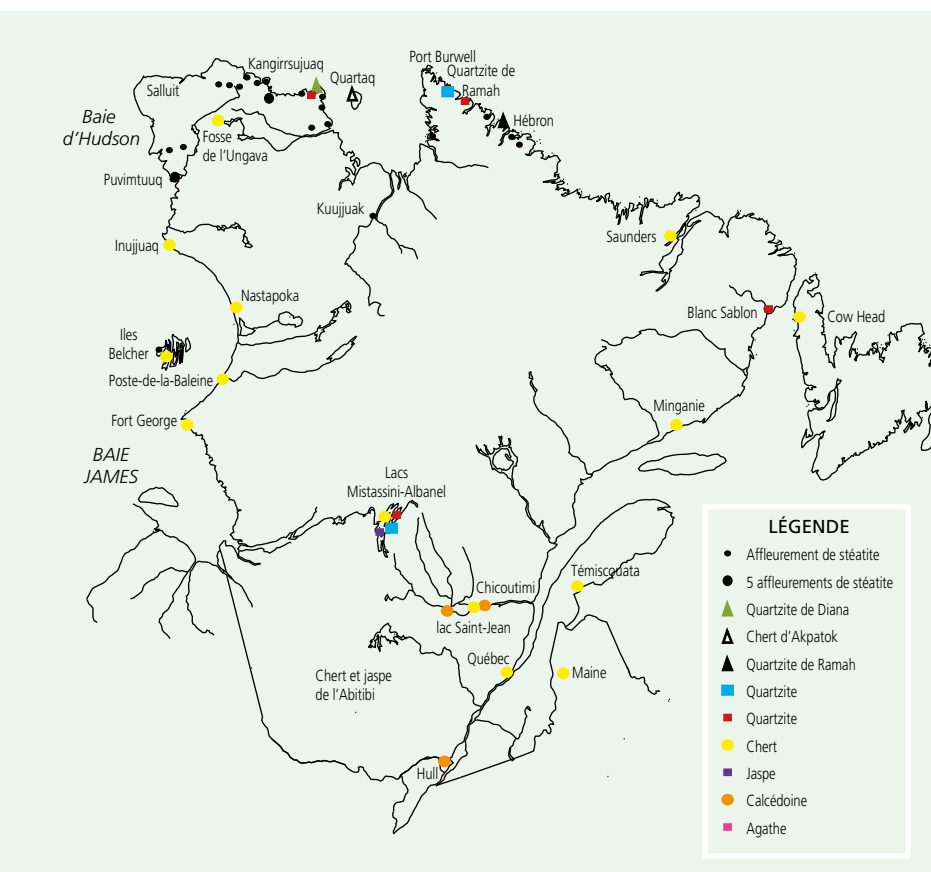 Port Burwell
Kangirrsujuaq
Quartzite de
Ramah
Quartaq
Salluit
Baie
d'Hudson
Hébron
Fosse
de l'Ungava
Puvimtuuq
Kuujjuak
Saunders
Inujjuaq
Nastapoka
Blanc Sablon
Cow Head
Iles
Belcher
Poste-de-la-Baleine
Minganie
Fort George
BAIE
JAMES
Lacs
Mistassini-Albanel
Témiscouata
Chicoutimi
lac Saint-Jean
Québec
Maine
Chert et jaspe
de l'Abitibi
Hull
LÉGENDE
Affleurement de stéatite
5 affleurements de stéatite
Quartzite de Diana
Chert d'Akpatok
Quartzite de Ramah
Quartzite
Quartzite
Chert
Jaspe
Calcédoine
Agathe